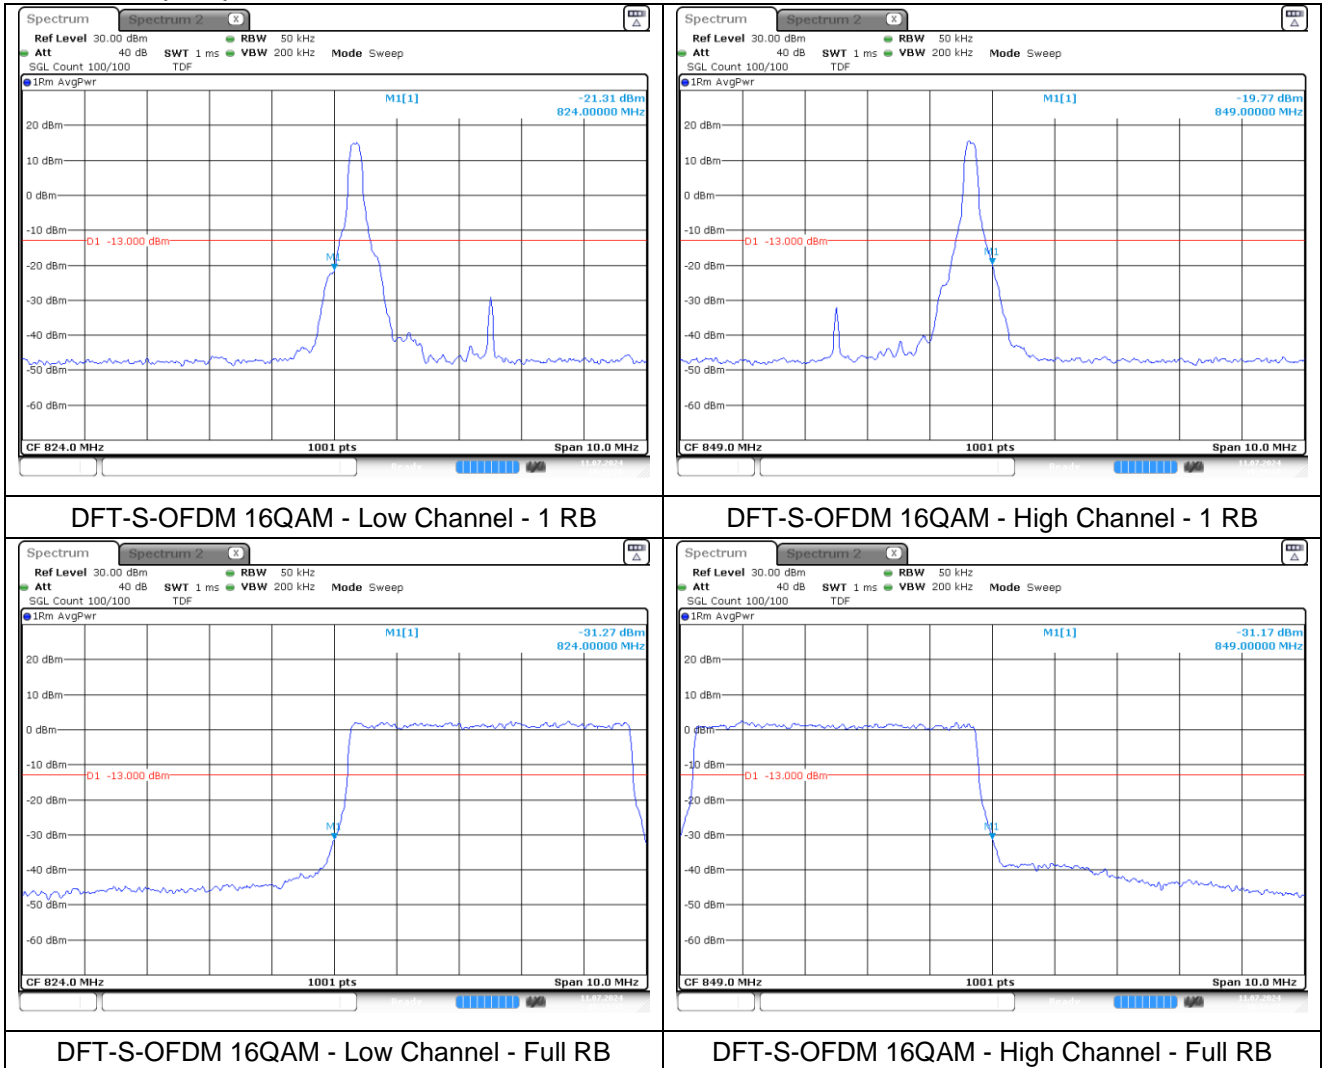 Spectrum Spectrum 2 X
Ref Level 30.00 dBm RBW 50 kHz
Att 40 dB SWT 1 ms VBW 200 kHz Mode Sweep
SGL Count 100/100 TDF
1Rm AvgPwr
M1[1] -21.31 dBm
824.00000 MHz
20 dBm
10 dBm
0 dBm
-10 dBm
D1 -13.000 dBm
M1
-20 dBm
-30 dBm
-40 dBm
-50 dBm
-60 dBm
CF 824.0 MHz 1001 pts Span 10.0 MHz
Ready 11.07.2024
DFT-S-OFDM 16QAM - Low Channel - 1 RB
Spectrum Spectrum 2 X
Ref Level 30.00 dBm RBW 50 kHz
Att 40 dB SWT 1 ms VBW 200 kHz Mode Sweep
SGL Count 100/100 TDF
1Rm AvgPwr
M1[1] -19.77 dBm
849.00000 MHz
20 dBm
10 dBm
0 dBm
-10 dBm
D1 -13.000 dBm
M1
-20 dBm
-30 dBm
-40 dBm
-50 dBm
-60 dBm
CF 849.0 MHz 1001 pts Span 10.0 MHz
Ready 11.07.2024
DFT-S-OFDM 16QAM - High Channel - 1 RB
Spectrum Spectrum 2 X
Ref Level 30.00 dBm RBW 50 kHz
Att 40 dB SWT 1 ms VBW 200 kHz Mode Sweep
SGL Count 100/100 TDF
1Rm AvgPwr
M1[1] -31.27 dBm
824.00000 MHz
20 dBm
10 dBm
0 dBm
-10 dBm
D1 -13.000 dBm
-20 dBm
M1
-30 dBm
-40 dBm
-50 dBm
-60 dBm
CF 824.0 MHz 1001 pts Span 10.0 MHz
Ready 11.07.2024
DFT-S-OFDM 16QAM - Low Channel - Full RB
Spectrum Spectrum 2 X
Ref Level 30.00 dBm RBW 50 kHz
Att 40 dB SWT 1 ms VBW 200 kHz Mode Sweep
SGL Count 100/100 TDF
1Rm AvgPwr
M1[1] -31.17 dBm
849.00000 MHz
20 dBm
10 dBm
0 dBm
-10 dBm
D1 -13.000 dBm
-20 dBm
M1
-30 dBm
-40 dBm
-50 dBm
-60 dBm
CF 849.0 MHz 1001 pts Span 10.0 MHz
Ready 11.07.2024
DFT-S-OFDM 16QAM - High Channel - Full RB